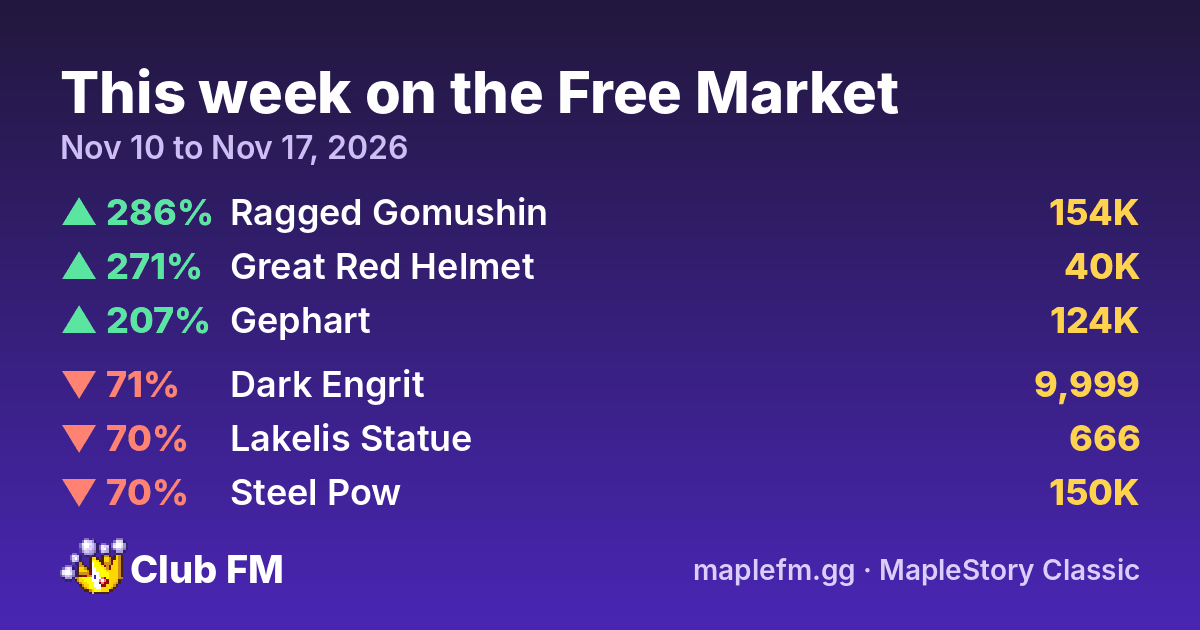 This week on the Free Market
Nov 10 to Nov 17, 2026
▲ 286% Ragged Gomushin 154K
▲ 271% Great Red Helmet 40K
▲ 207% Gephart 124K
▼ 71% Dark Engrit 9,999
▼ 70% Lakelis Statue 666
▼ 70% Steel Pow 150K
Club FM
maplefm.gg · MapleStory Classic